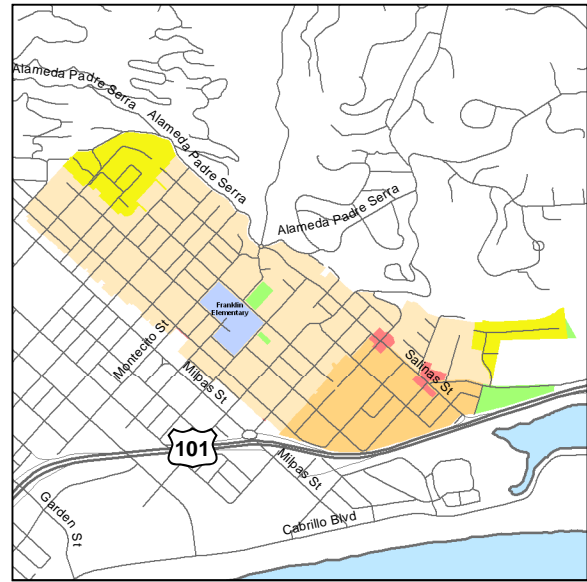 Alameda Padre Serra
Alameda Padre Serra
Alameda Padre Serra
Franklin
Elementary
Montecito St
Milpas St
Salinas St
101
Milpas St
Garden St
Cabrillo Blvd